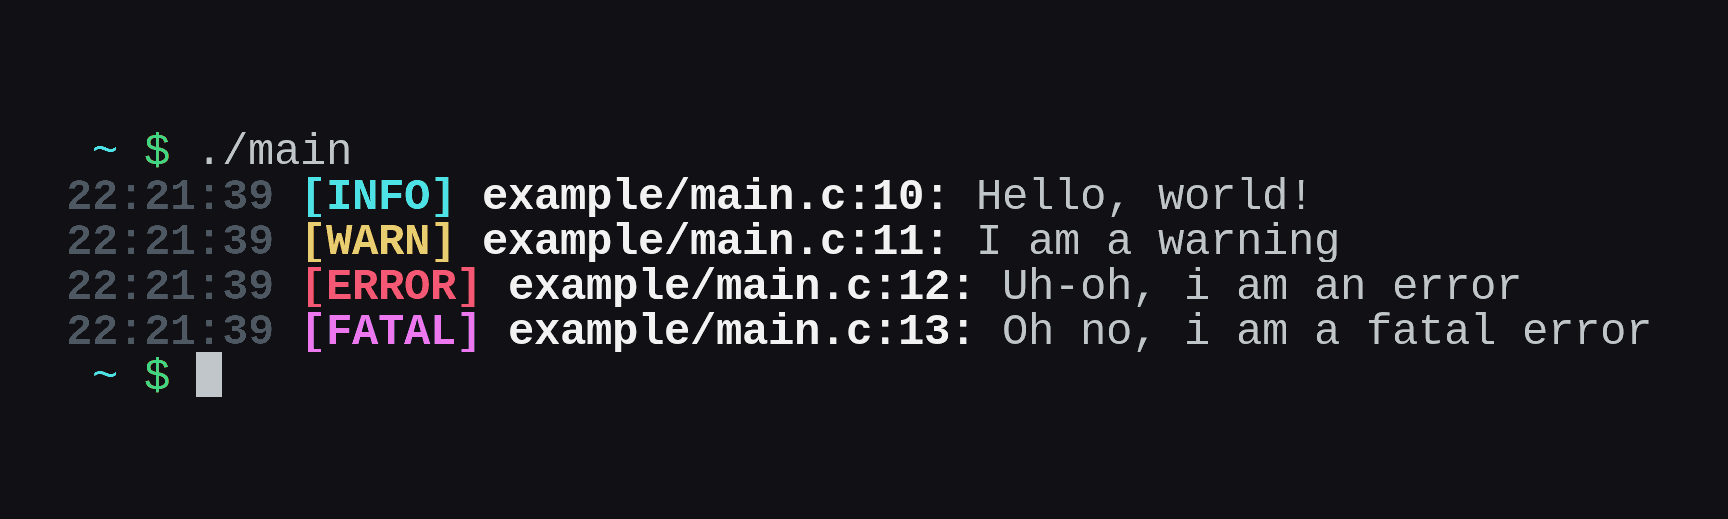 ~ $ ./main
22:21:39 [INFO] example/main.c:10: Hello, world!
22:21:39 [WARN] example/main.c:11: I am a warning
22:21:39 [ERROR] example/main.c:12: Uh-oh, i am an error
22:21:39 [FATAL] example/main.c:13: Oh no, i am a fatal error
~ $